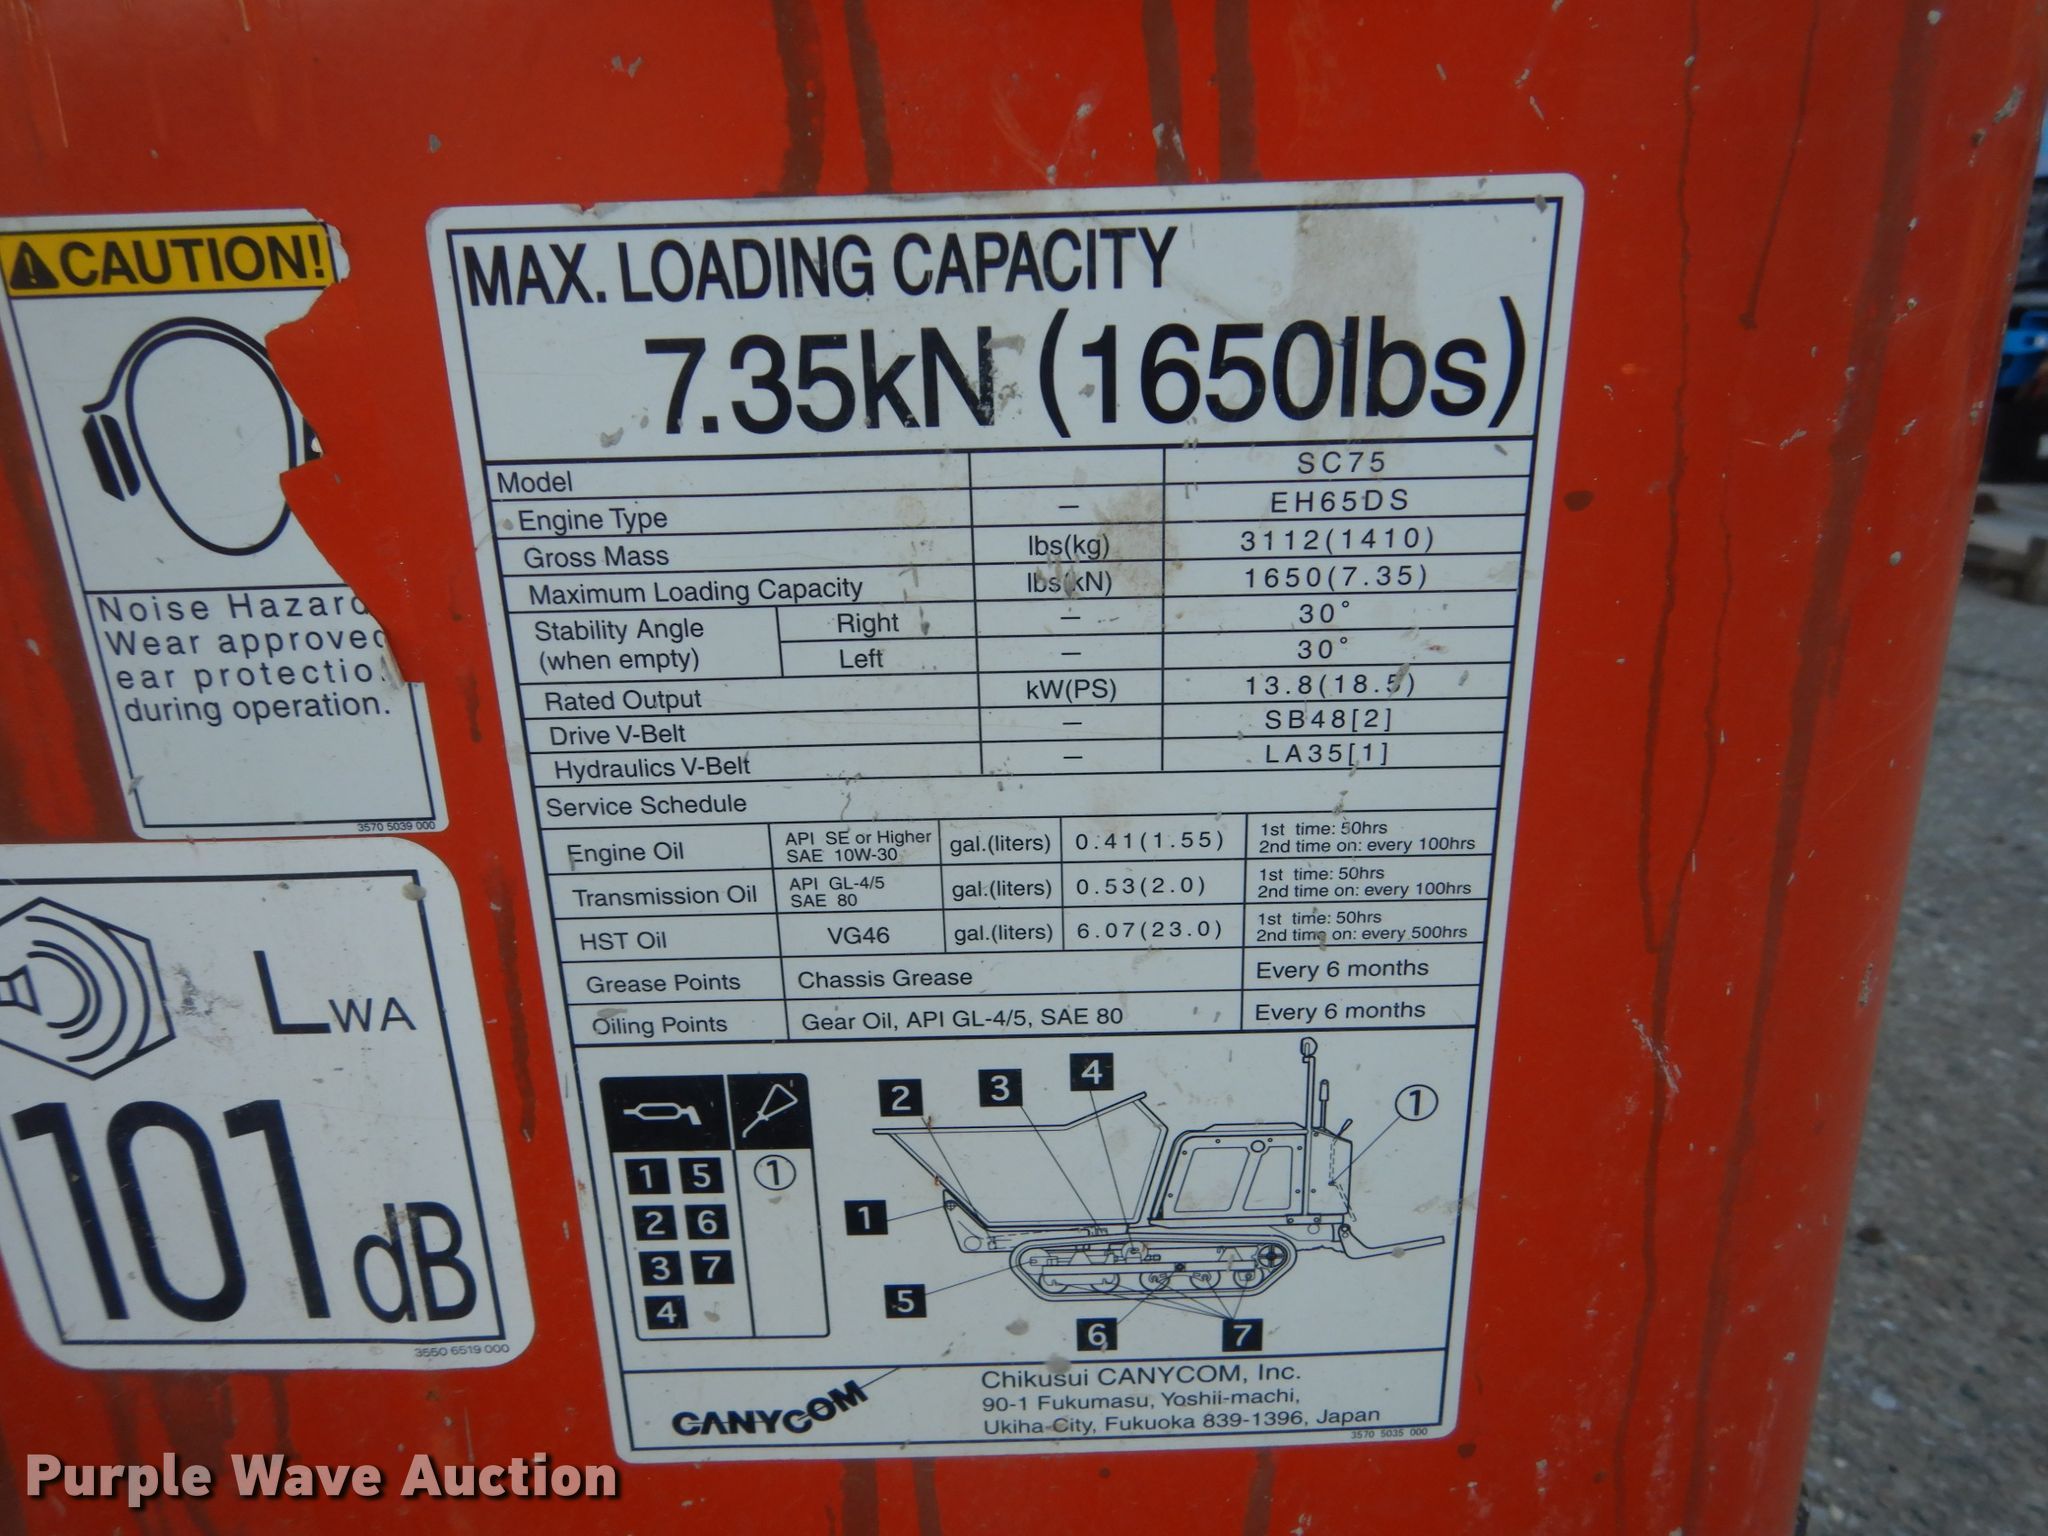 CAUTION!
Noise Hazard
Wear approved
ear protectio
during operation.
3570 5039 000
LWA
101 dB
3550 6519 000
MAX. LOADING CAPACITY
7.35kN (1650lbs)
Model SC75
Engine Type — EH65DS
Gross Mass lbs(kg) 3112(1410)
Maximum Loading Capacity lbs(kN) 1650(7.35)
Stability Angle (when empty) Right — 30°
Left — 30°
Rated Output kW(PS) 13.8(18.5)
Drive V-Belt — SB48[2]
Hydraulics V-Belt — LA35[1]
Service Schedule
Engine Oil API SE or Higher SAE 10W-30 gal.(liters) 0.41(1.55) 1st time: 50hrs 2nd time on: every 100hrs
Transmission Oil API GL-4/5 SAE 80 gal.(liters) 0.53(2.0) 1st time: 50hrs 2nd time on: every 100hrs
HST Oil VG46 gal.(liters) 6.07(23.0) 1st time: 50hrs 2nd time on: every 500hrs
Grease Points Chassis Grease Every 6 months
Oiling Points Gear Oil, API GL-4/5, SAE 80 Every 6 months
1 5 1
2 6
3 7
4
2 3 4 1
1
5
6 7
CANYCOM
Chikusui CANYCOM, Inc.
90-1 Fukumasu, Yoshii-machi,
Ukiha-City, Fukuoka 839-1396, Japan
3570 5035 000
Purple Wave Auction